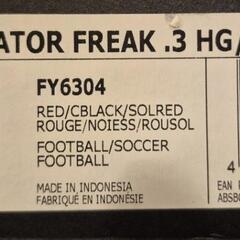 ATOR FREAK .3 HG/
FY6304
RED/CBLACK/SOLRED
ROUGE/NOIESS/ROUSOL
FOOTBALL/SOCCER
FOOTBALL
4
MADE IN INDONESIA
FABRIQUÉ EN INDONÉSIE
EAN
ABSBO